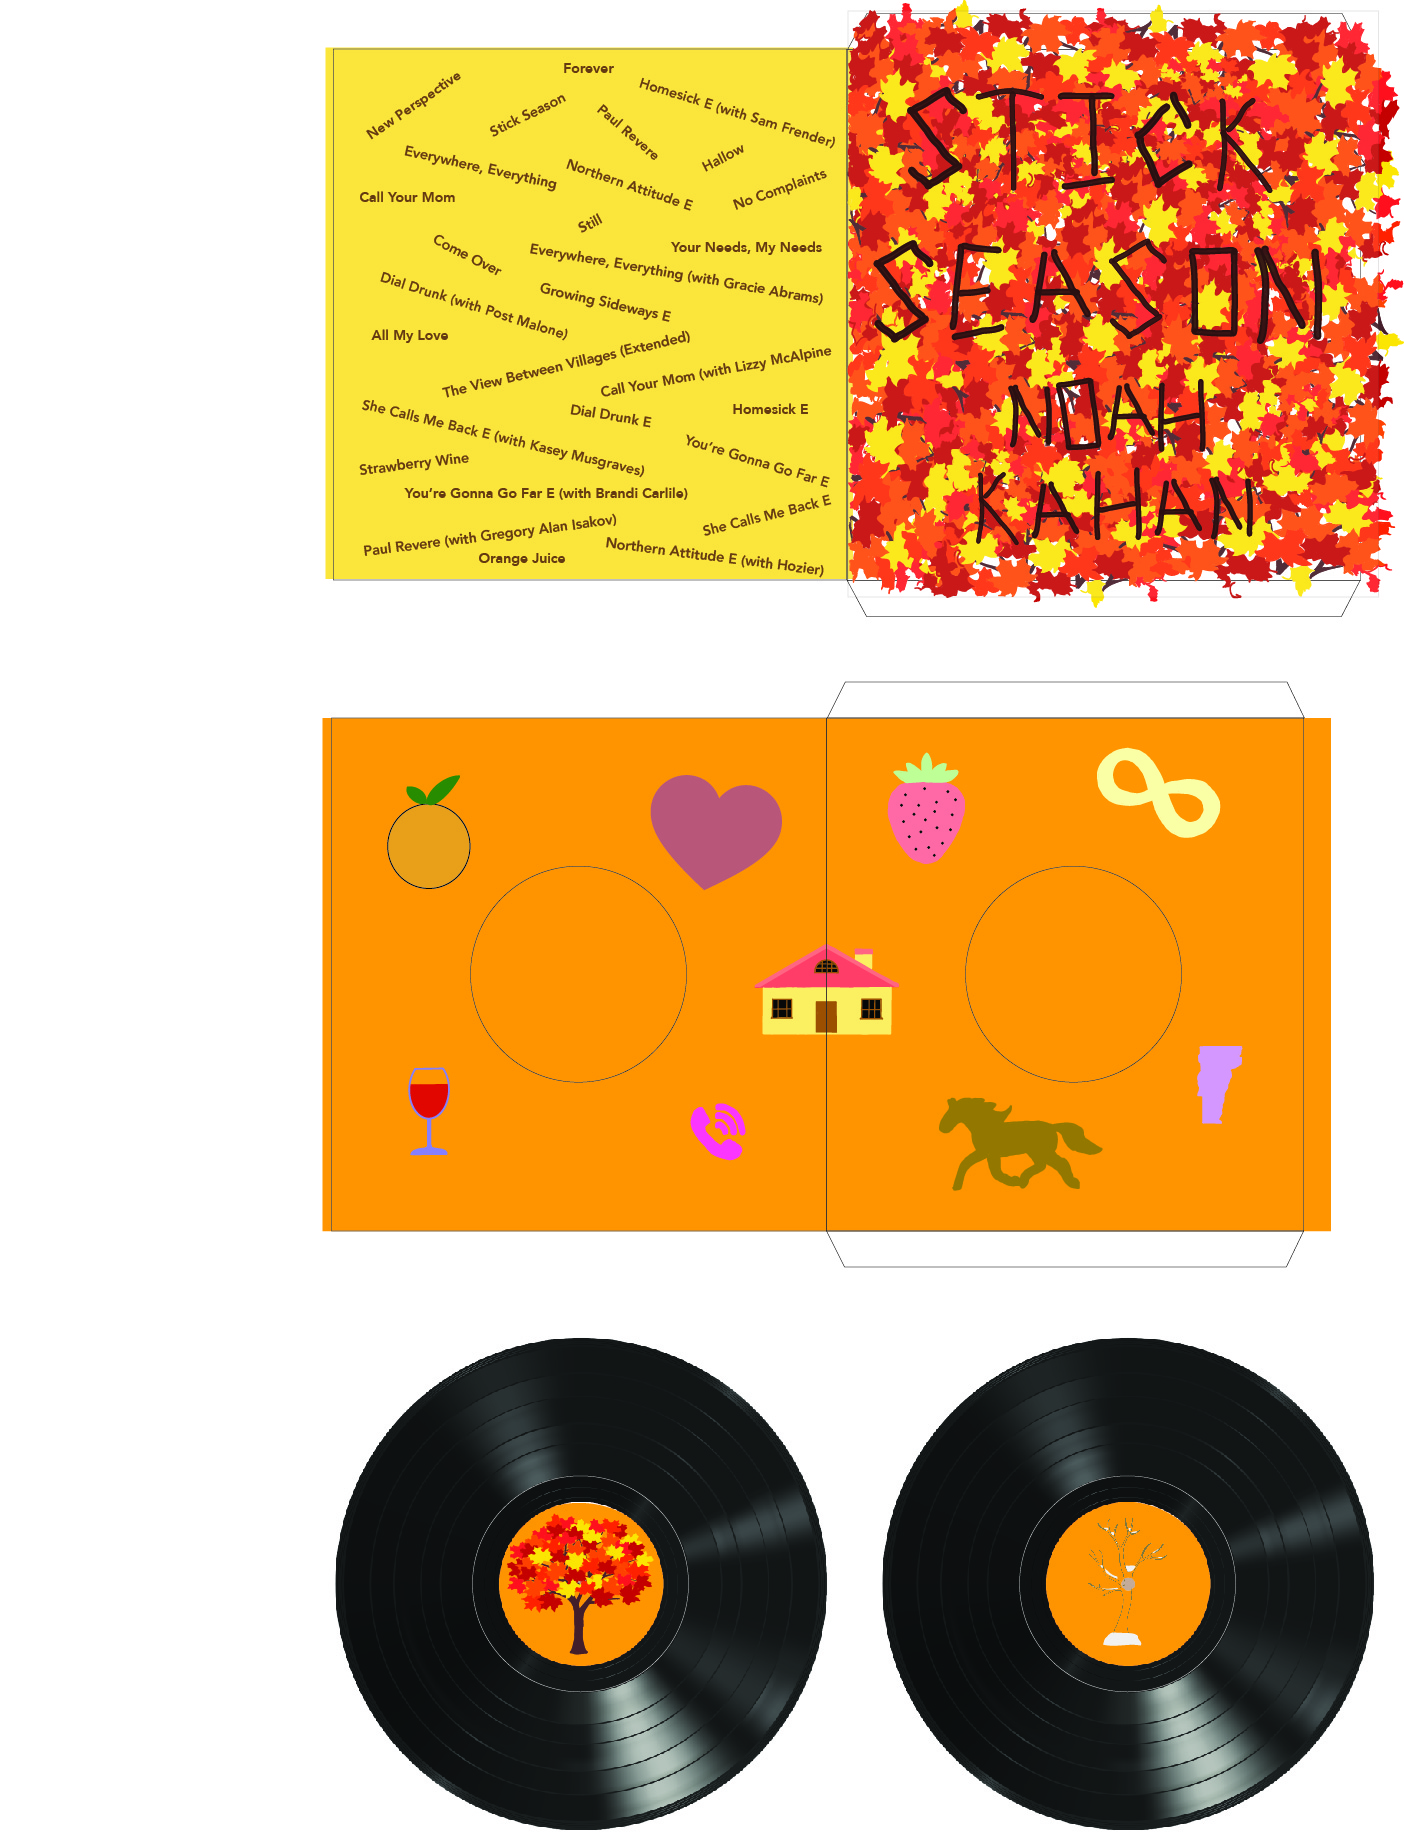 Forever
New Perspective
Stick Season
Homesick E (with Sam Frender)
Paul Revere
Everywhere, Everything
Hallow
Northern Attitude E
No Complaints
Call Your Mom
Still
Come Over
Your Needs, My Needs
Everywhere, Everything (with Gracie Abrams)
Dial Drunk (with Post Malone)
Growing Sideways E
All My Love
The View Between Villages (Extended)
Call Your Mom (with Lizzy McAlpine
She Calls Me Back E (with Kasey Musgraves)
Dial Drunk E
Homesick E
You're Gonna Go Far E
Strawberry Wine
You're Gonna Go Far E (with Brandi Carlile)
She Calls Me Back E
Paul Revere (with Gregory Alan Isakov)
Northern Attitude E (with Hozier)
Orange Juice
STICK
SEASON
NOAH
KAHAN